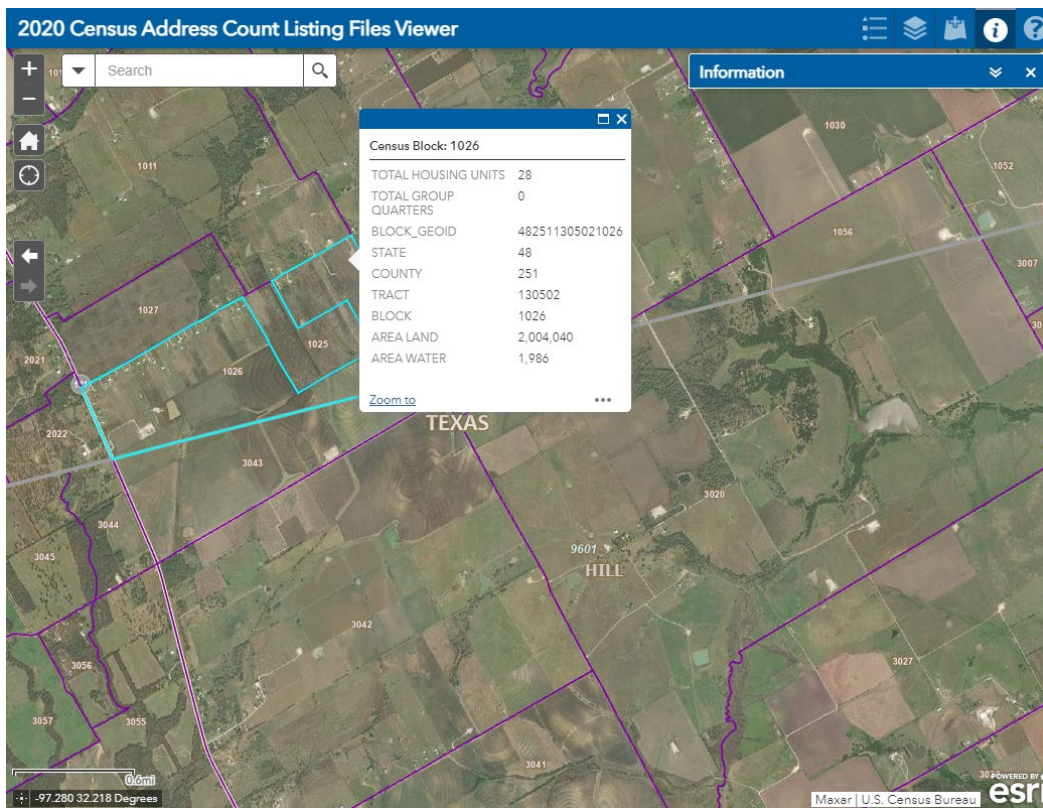 2020 Census Address Count Listing Files Viewer
Search
Information
Census Block: 1026
TOTAL HOUSING UNITS 28
TOTAL GROUP
QUARTERS 0
BLOCK_GEOID 482511305021026
STATE 48
COUNTY 251
TRACT 130502
BLOCK 1026
AREA LAND 2,004,040
AREA WATER 1,986
Zoom to
1030
1052
1011
1056
3007
1027
1025
2021
1026
TEXAS
2022
3043
3020
3044
3045
9601
HILL
3042
3056
3027
3057
3055
3041
0.6mi
-97.280 32.218 Degrees
Maxar | U.S. Census Bureau
POWERED BY
esri